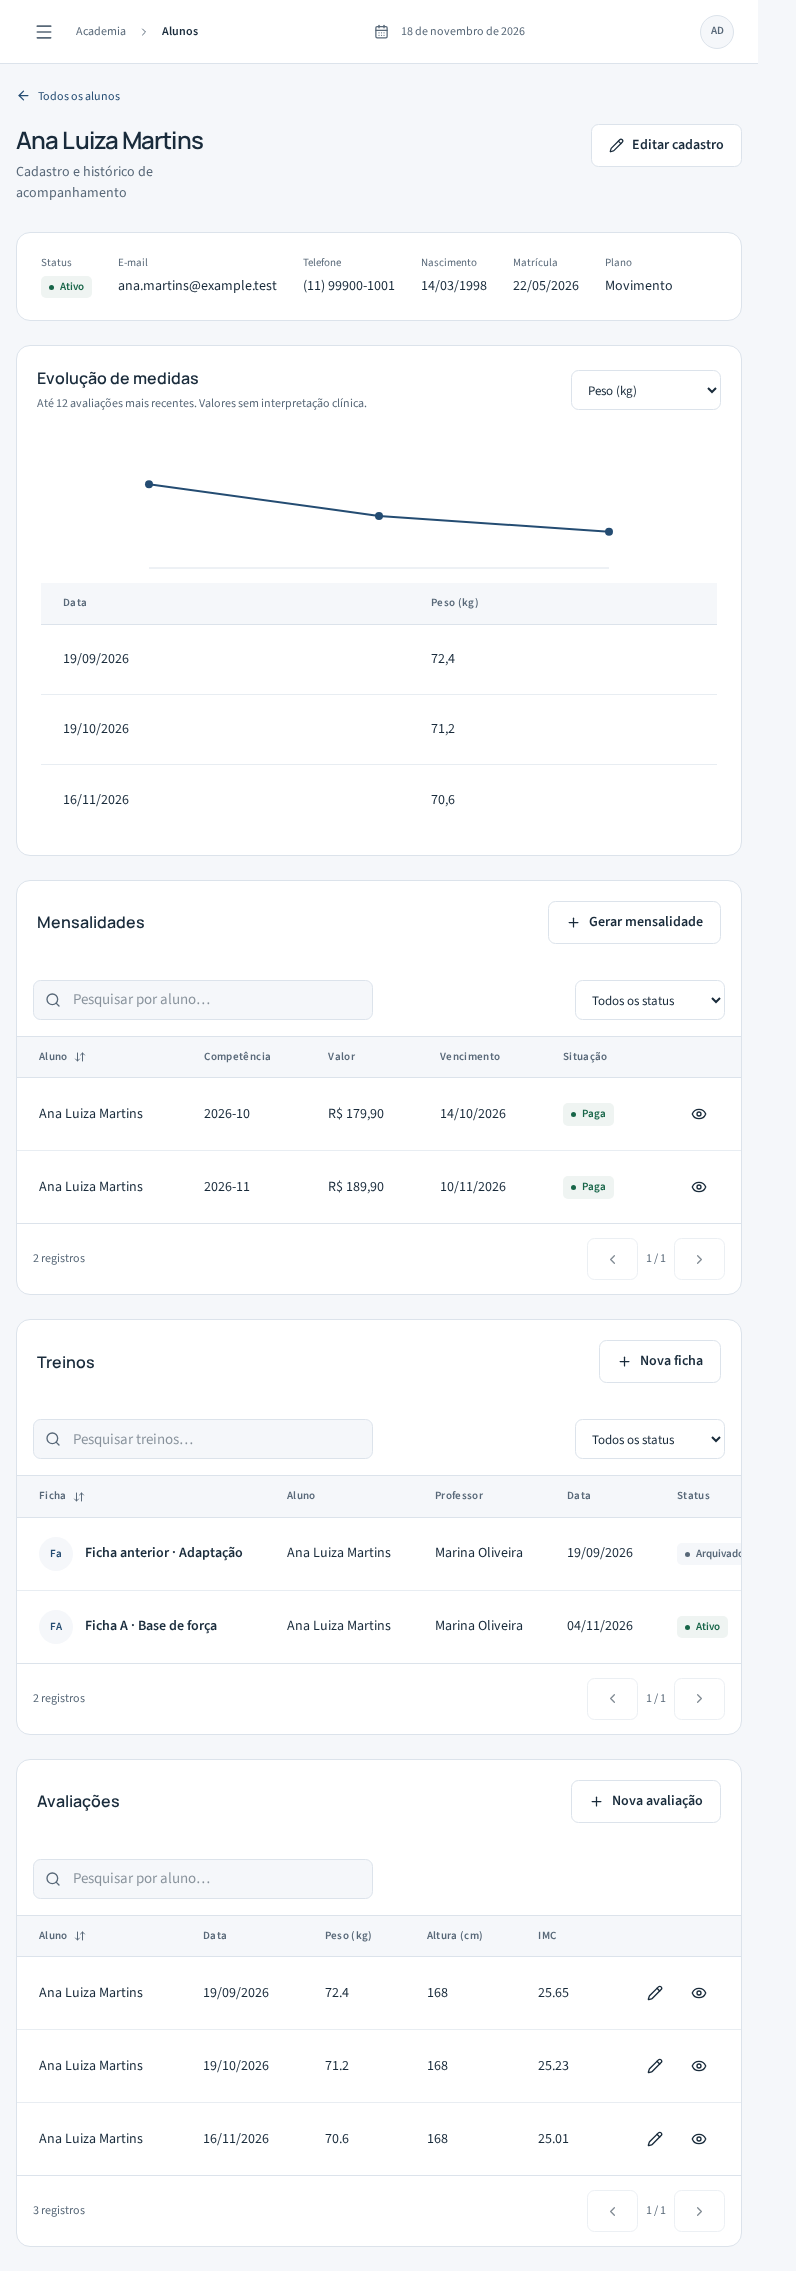 Academia > Alunos
18 de novembro de 2026
AD
Todos os alunos
Ana Luiza Martins
Editar cadastro
Cadastro e histórico de
acompanhamento
Status E-mail Telefone Nascimento Matrícula Plano
Ativo ana.martins@example.test (11) 99900-1001 14/03/1998 22/05/2026 Movimento
Evolução de medidas
Até 12 avaliações mais recentes. Valores sem interpretação clínica.
Peso (kg)
Data Peso (kg)
19/09/2026 72,4
19/10/2026 71,2
16/11/2026 70,6
Mensalidades
Gerar mensalidade
Pesquisar por aluno…
Todos os status
Aluno Competência Valor Vencimento Situação
Ana Luiza Martins 2026-10 R$ 179,90 14/10/2026 Paga
Ana Luiza Martins 2026-11 R$ 189,90 10/11/2026 Paga
2 registros
1 / 1
Treinos
Nova ficha
Pesquisar treinos…
Todos os status
Ficha Aluno Professor Data Status
Fa Ficha anterior · Adaptação Ana Luiza Martins Marina Oliveira 19/09/2026 Arquivado
FA Ficha A · Base de força Ana Luiza Martins Marina Oliveira 04/11/2026 Ativo
2 registros
1 / 1
Avaliações
Nova avaliação
Pesquisar por aluno…
Aluno Data Peso (kg) Altura (cm) IMC
Ana Luiza Martins 19/09/2026 72.4 168 25.65
Ana Luiza Martins 19/10/2026 71.2 168 25.23
Ana Luiza Martins 16/11/2026 70.6 168 25.01
3 registros
1 / 1